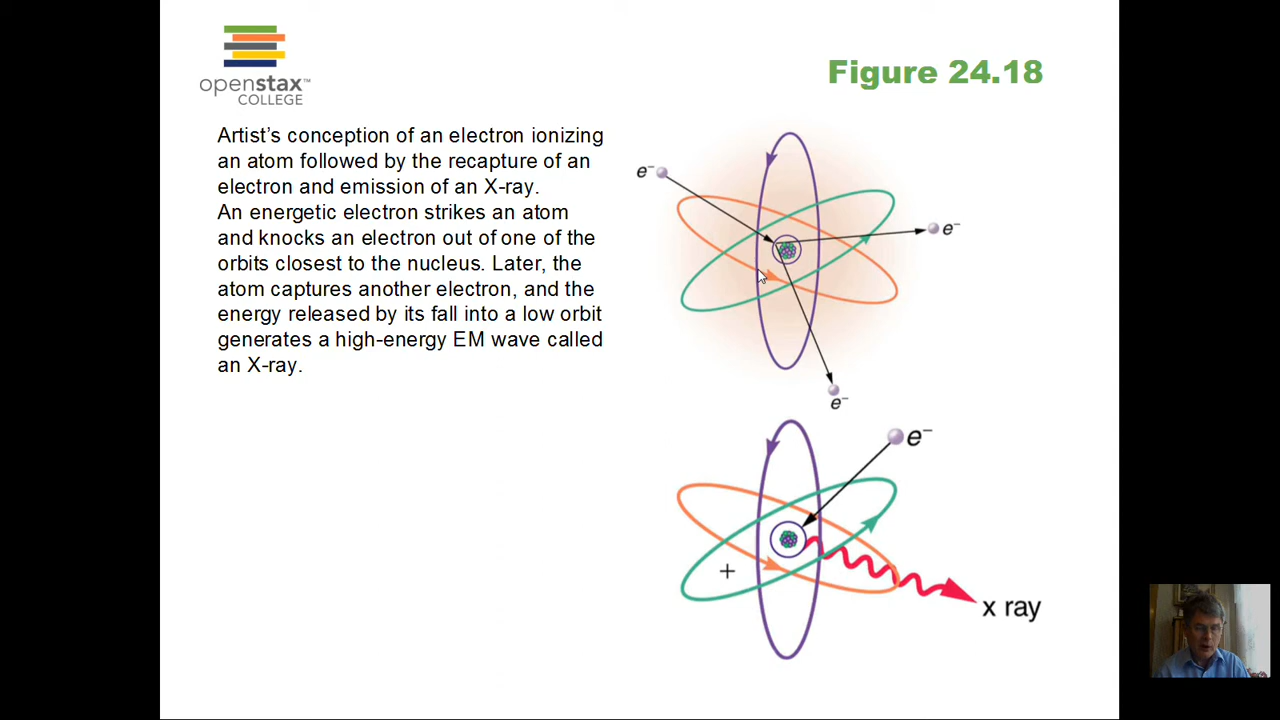 openstax™
COLLEGE
Figure 24.18
Artist’s conception of an electron ionizing
an atom followed by the recapture of an
electron and emission of an X-ray.
An energetic electron strikes an atom
and knocks an electron out of one of the
orbits closest to the nucleus. Later, the
atom captures another electron, and the
energy released by its fall into a low orbit
generates a high-energy EM wave called
an X-ray.
e⁻
e⁻
e⁻
e⁻
+
x ray